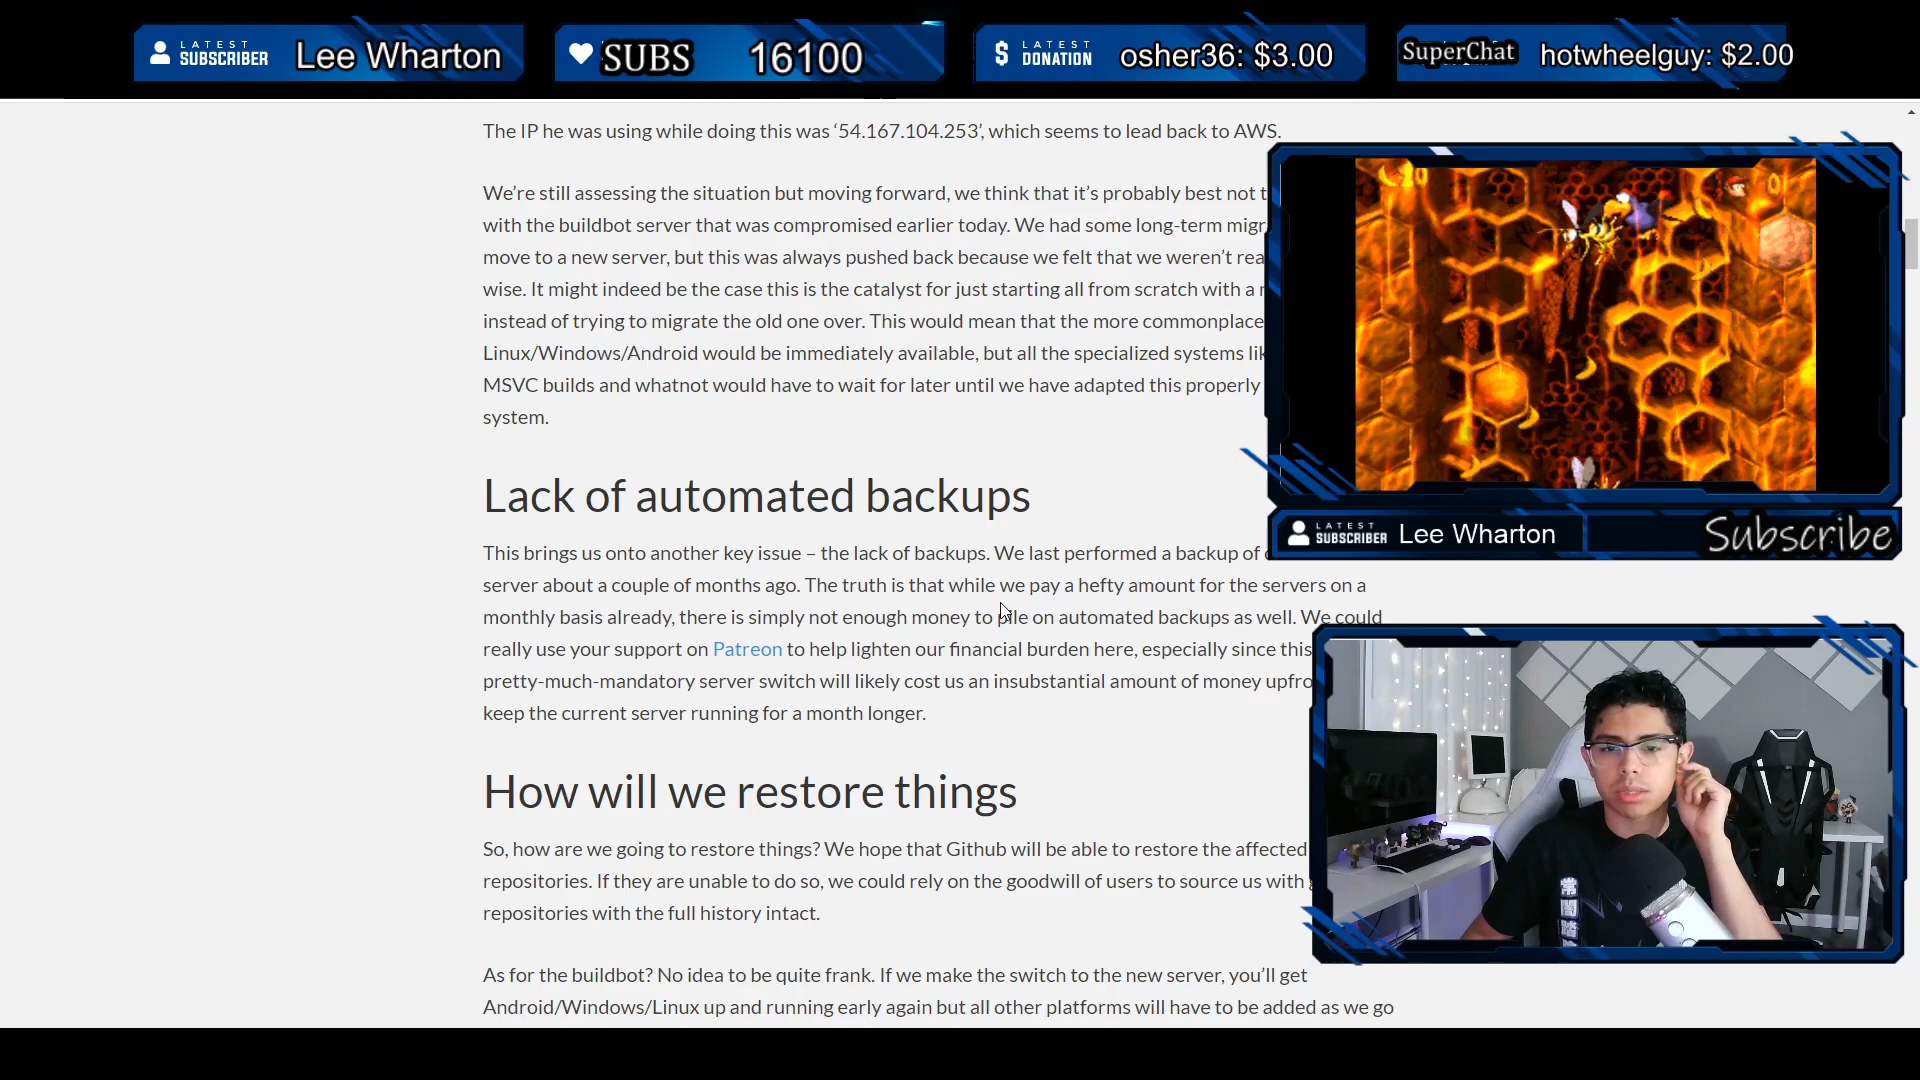 LATEST SUBSCRIBER Lee Wharton
SUBS 16100
LATEST DONATION osher36: $3.00
SuperChat hotwheelguy: $2.00
The IP he was using while doing this was ‘54.167.104.253’, which seems to lead back to AWS.
We’re still assessing the situation but moving forward, we think that it’s probably best not
with the buildbot server that was compromised earlier today. We had some long-term
move to a new server, but this was always pushed back because we felt that we weren’t
wise. It might indeed be the case this is the catalyst for just starting all from scratch with a
instead of trying to migrate the old one over. This would mean that the more commonplace
Linux/Windows/Android would be immediately available, but all the specialized systems
MSVC builds and whatnot would have to wait for later until we have adapted this properly
system.
Lack of automated backups
This brings us onto another key issue – the lack of backups. We last performed a backup of
server about a couple of months ago. The truth is that while we pay a hefty amount for the servers on a
monthly basis already, there is simply not enough money to pile on automated backups as well. We could
really use your support on Patreon to help lighten our financial burden here, especially since this
pretty-much-mandatory server switch will likely cost us an insubstantial amount of money
keep the current server running for a month longer.
How will we restore things
So, how are we going to restore things? We hope that Github will be able to restore the affected
repositories. If they are unable to do so, we could rely on the goodwill of users to source us with
repositories with the full history intact.
As for the buildbot? No idea to be quite frank. If we make the switch to the new server, you’ll get
Android/Windows/Linux up and running early again but all other platforms will have to be added as we go
LATEST SUBSCRIBER Lee Wharton
Subscribe